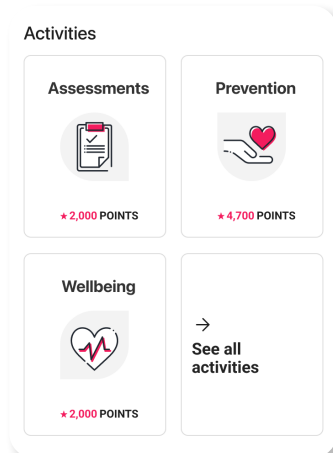 Activities
Assessments
Prevention
★ 2,000 POINTS
★ 4,700 POINTS
Wellbeing
→
See all
activities
★ 2,000 POINTS